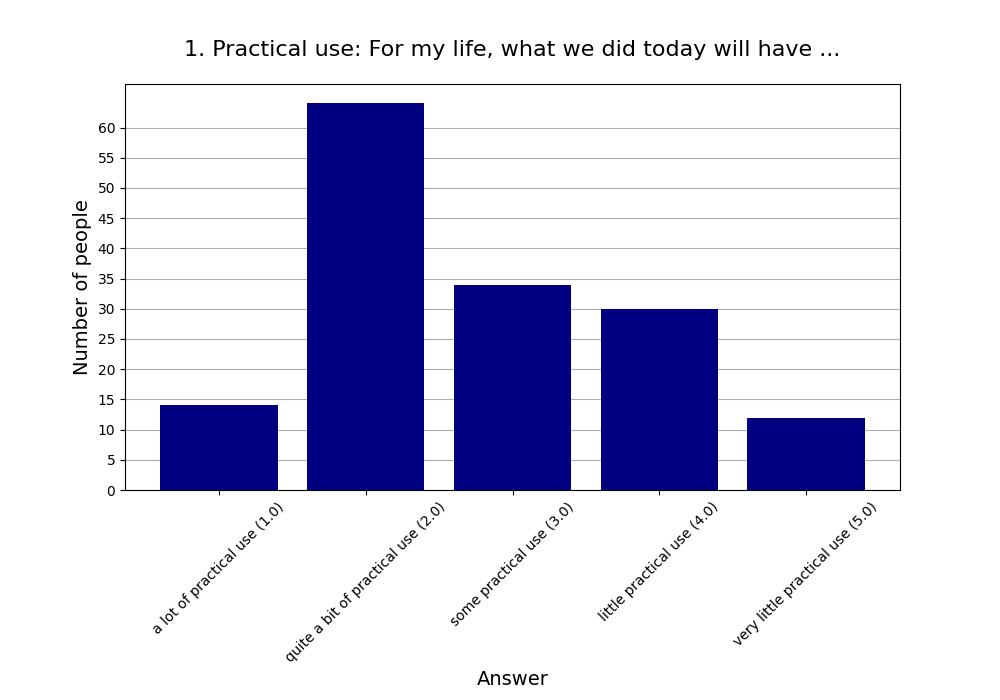 1. Practical use: For my life, what we did today will have ...
Number of people
60
55
50
45
40
35
30
25
20
15
10
5
0
a lot of practical use (1.0)
quite a bit of practical use (2.0)
some practical use (3.0)
little practical use (4.0)
very little practical use (5.0)
Answer